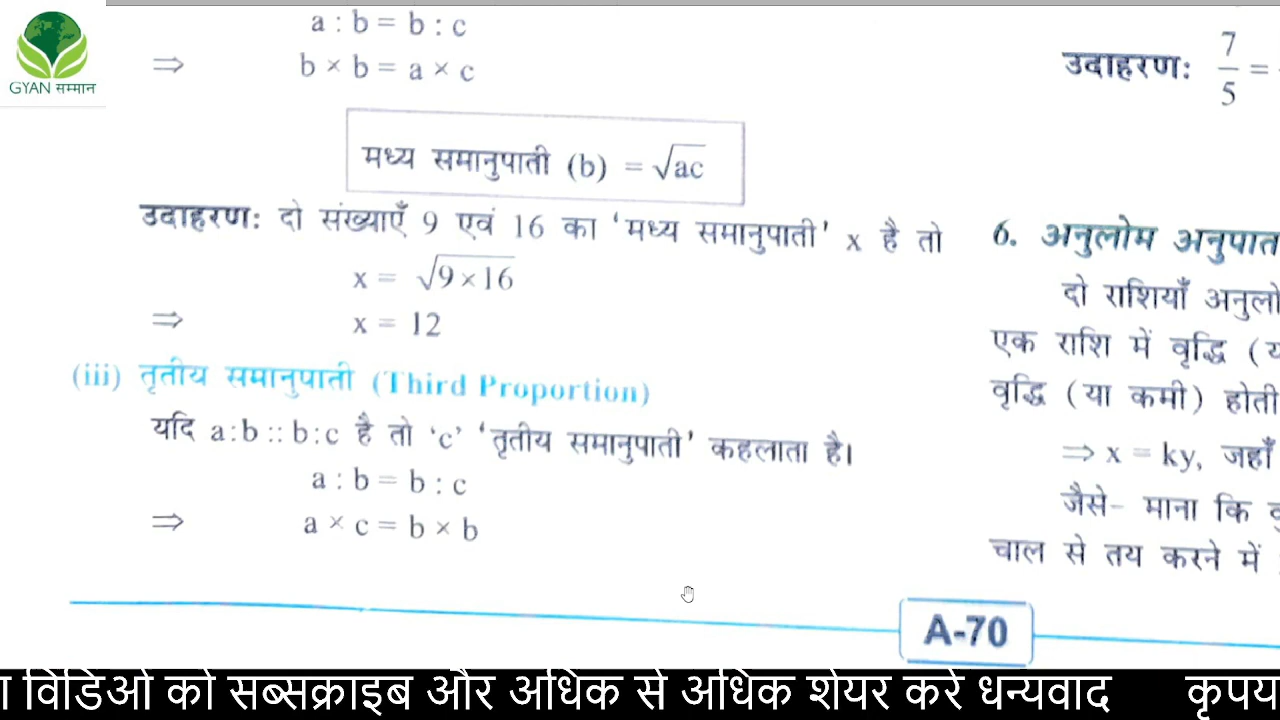 GYAN सम्मान
a : b = b : c
⇒ b × b = a × c
मध्य समानुपाती (b) = √ac
उदाहरण: दो संख्याएँ 9 एवं 16 का 'मध्य समानुपाती' x है तो
x = √9×16
⇒ x = 12
(iii) तृतीय समानुपाती (Third Proportion)
यदि a:b :: b:c है तो 'c' 'तृतीय समानुपाती' कहलाता है।
a : b = b : c
⇒ a × c = b × b
उदाहरण: 7/5 =
6. अनुलोम अनुपात
दो राशियाँ
एक राशि में वृद्धि
वृद्धि (या कमी) होती
⇒ x = ky, जहाँ
जैसे- माना कि
चाल से तय करने में
A-70
विडिओ को सब्सक्राइब और अधिक से अधिक शेयर करे धन्यवाद